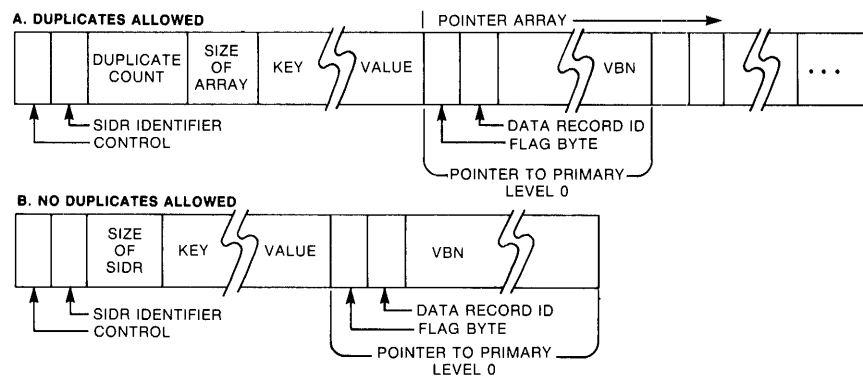 A. DUPLICATES ALLOWED
POINTER ARRAY
DUPLICATE COUNT
SIZE OF ARRAY
KEY
VALUE
VBN
...
SIDR IDENTIFIER
CONTROL
DATA RECORD ID
FLAG BYTE
POINTER TO PRIMARY
LEVEL 0
B. NO DUPLICATES ALLOWED
SIZE OF SIDR
KEY
VALUE
VBN
SIDR IDENTIFIER
CONTROL
DATA RECORD ID
FLAG BYTE
POINTER TO PRIMARY
LEVEL 0